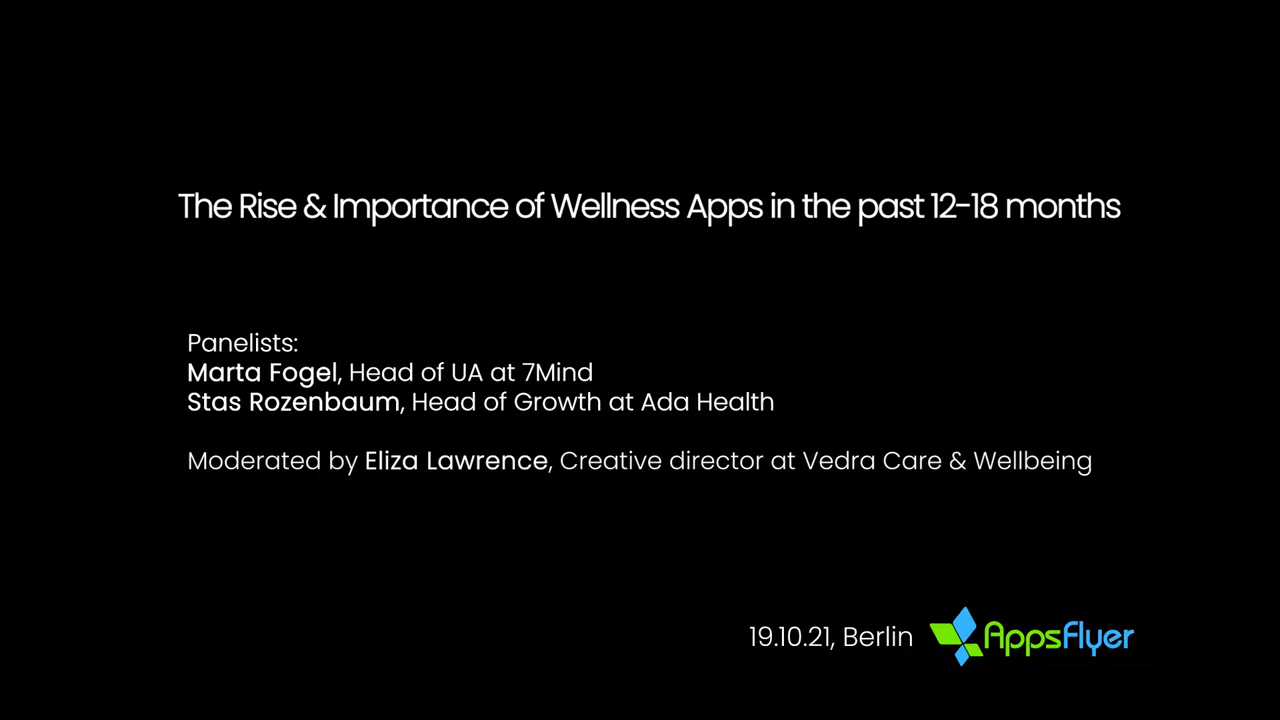 The Rise & Importance of Wellness Apps in the past 12-18 months
Panelists:
Marta Fogel, Head of UA at 7Mind
Stas Rozenbaum, Head of Growth at Ada Health
Moderated by Eliza Lawrence, Creative director at Vedra Care & Wellbeing
19.10.21, Berlin AppsFlyer